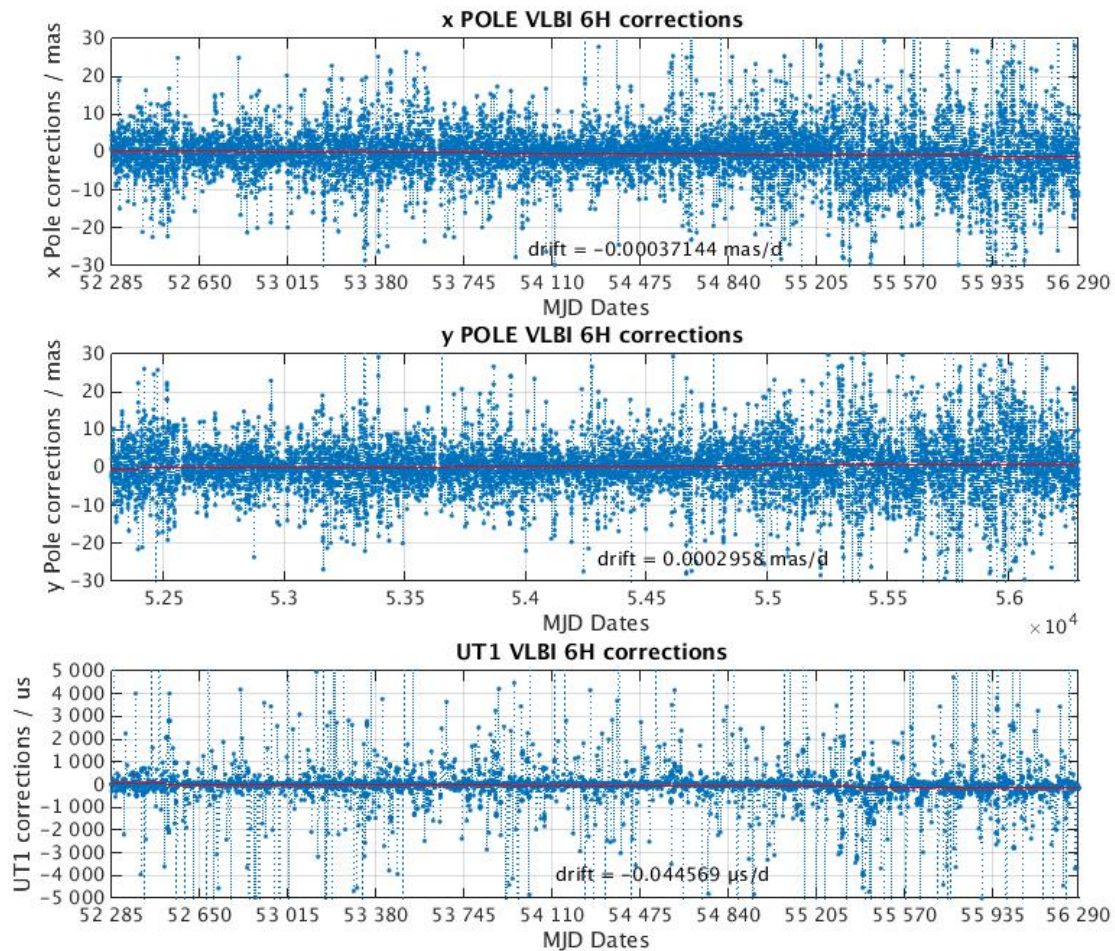 x POLE VLBI 6H corrections
x Pole corrections / mas
30
20
10
0
−10
−20
−30
drift = −0.00037144 mas/d
52 285 52 650 53 015 53 380 53 745 54 110 54 475 54 840 55 205 55 570 55 935 56 290
MJD Dates
y POLE VLBI 6H corrections
y Pole corrections / mas
30
20
10
0
−10
−20
−30
drift = 0.0002958 mas/d
5.25 5.3 5.35 5.4 5.45 5.5 5.55 5.6
×10⁴
MJD Dates
UT1 VLBI 6H corrections
UT1 corrections / us
5 000
4 000
3 000
2 000
1 000
0
−1 000
−2 000
−3 000
−4 000
−5 000
drift = −0.044569 µs/d
52 285 52 650 53 015 53 380 53 745 54 110 54 475 54 840 55 205 55 570 55 935 56 290
MJD Dates